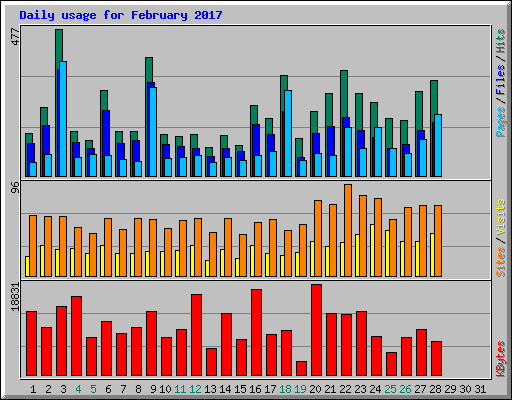 Daily usage for February 2017
477
Pages / Files / Hits
96
Sites / Visits
18831
KBytes
1 2 3 4 5 6 7 8 9 10 11 12 13 14 15 16 17 18 19 20 21 22 23 24 25 26 27 28 29 30 31